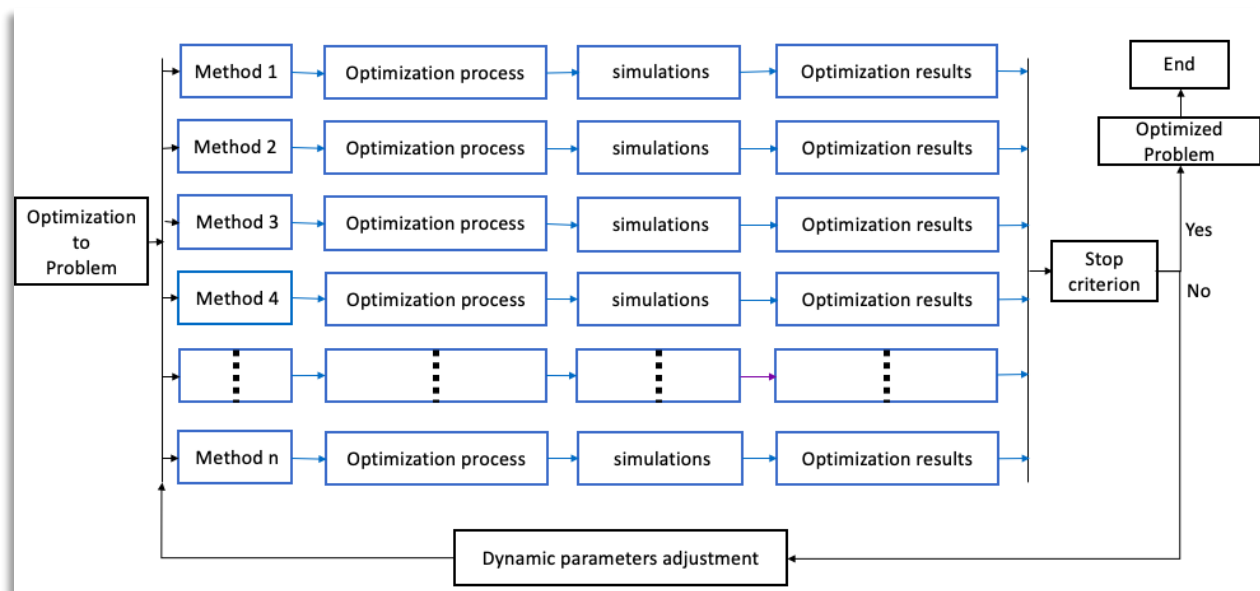 Method 1
Optimization process
simulations
Optimization results
End
Method 2
Optimization process
simulations
Optimization results
Optimized
Problem
Optimization
to
Problem
Method 3
Optimization process
simulations
Optimization results
Yes
Stop
criterion
No
Method 4
Optimization process
simulations
Optimization results
Method n
Optimization process
simulations
Optimization results
Dynamic parameters adjustment